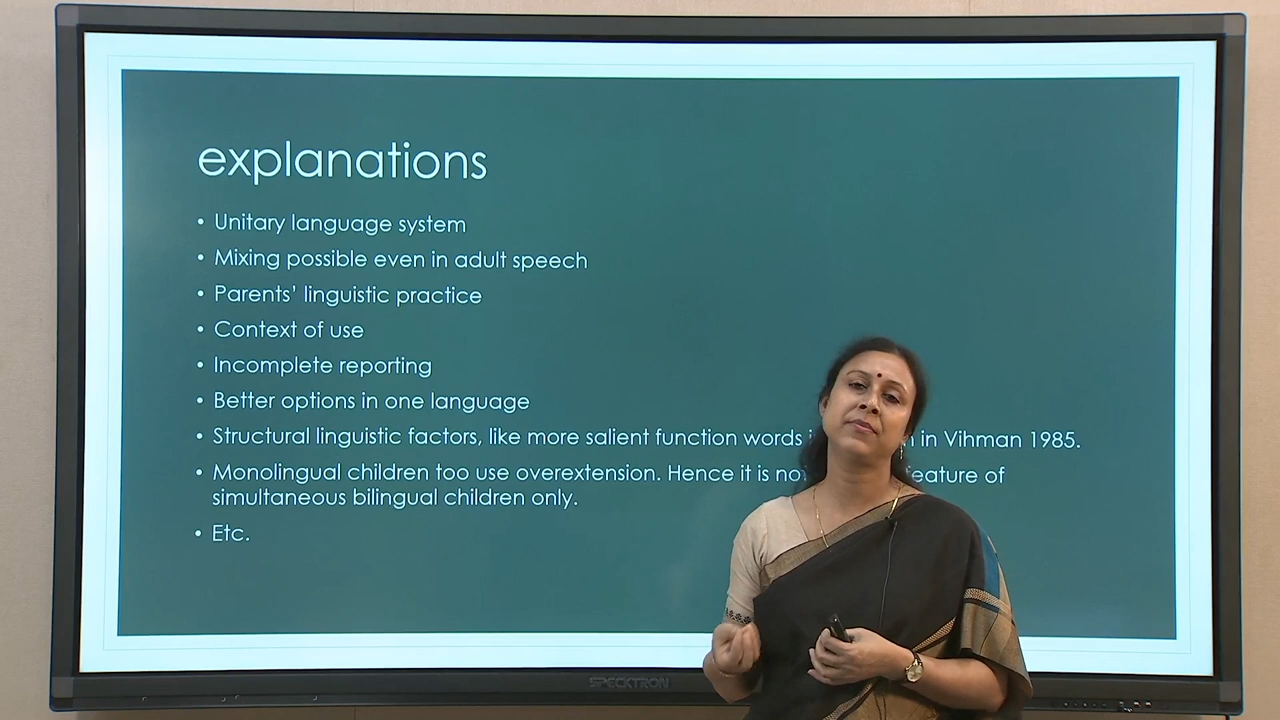 explanations
• Unitary language system
• Mixing possible even in adult speech
• Parents' linguistic practice
• Context of use
• Incomplete reporting
• Better options in one language
• Structural linguistic factors, like more salient function words in Vihman 1985.
• Monolingual children too use overextension. Hence it is not feature of
simultaneous bilingual children only.
• Etc.
SPECKTRON